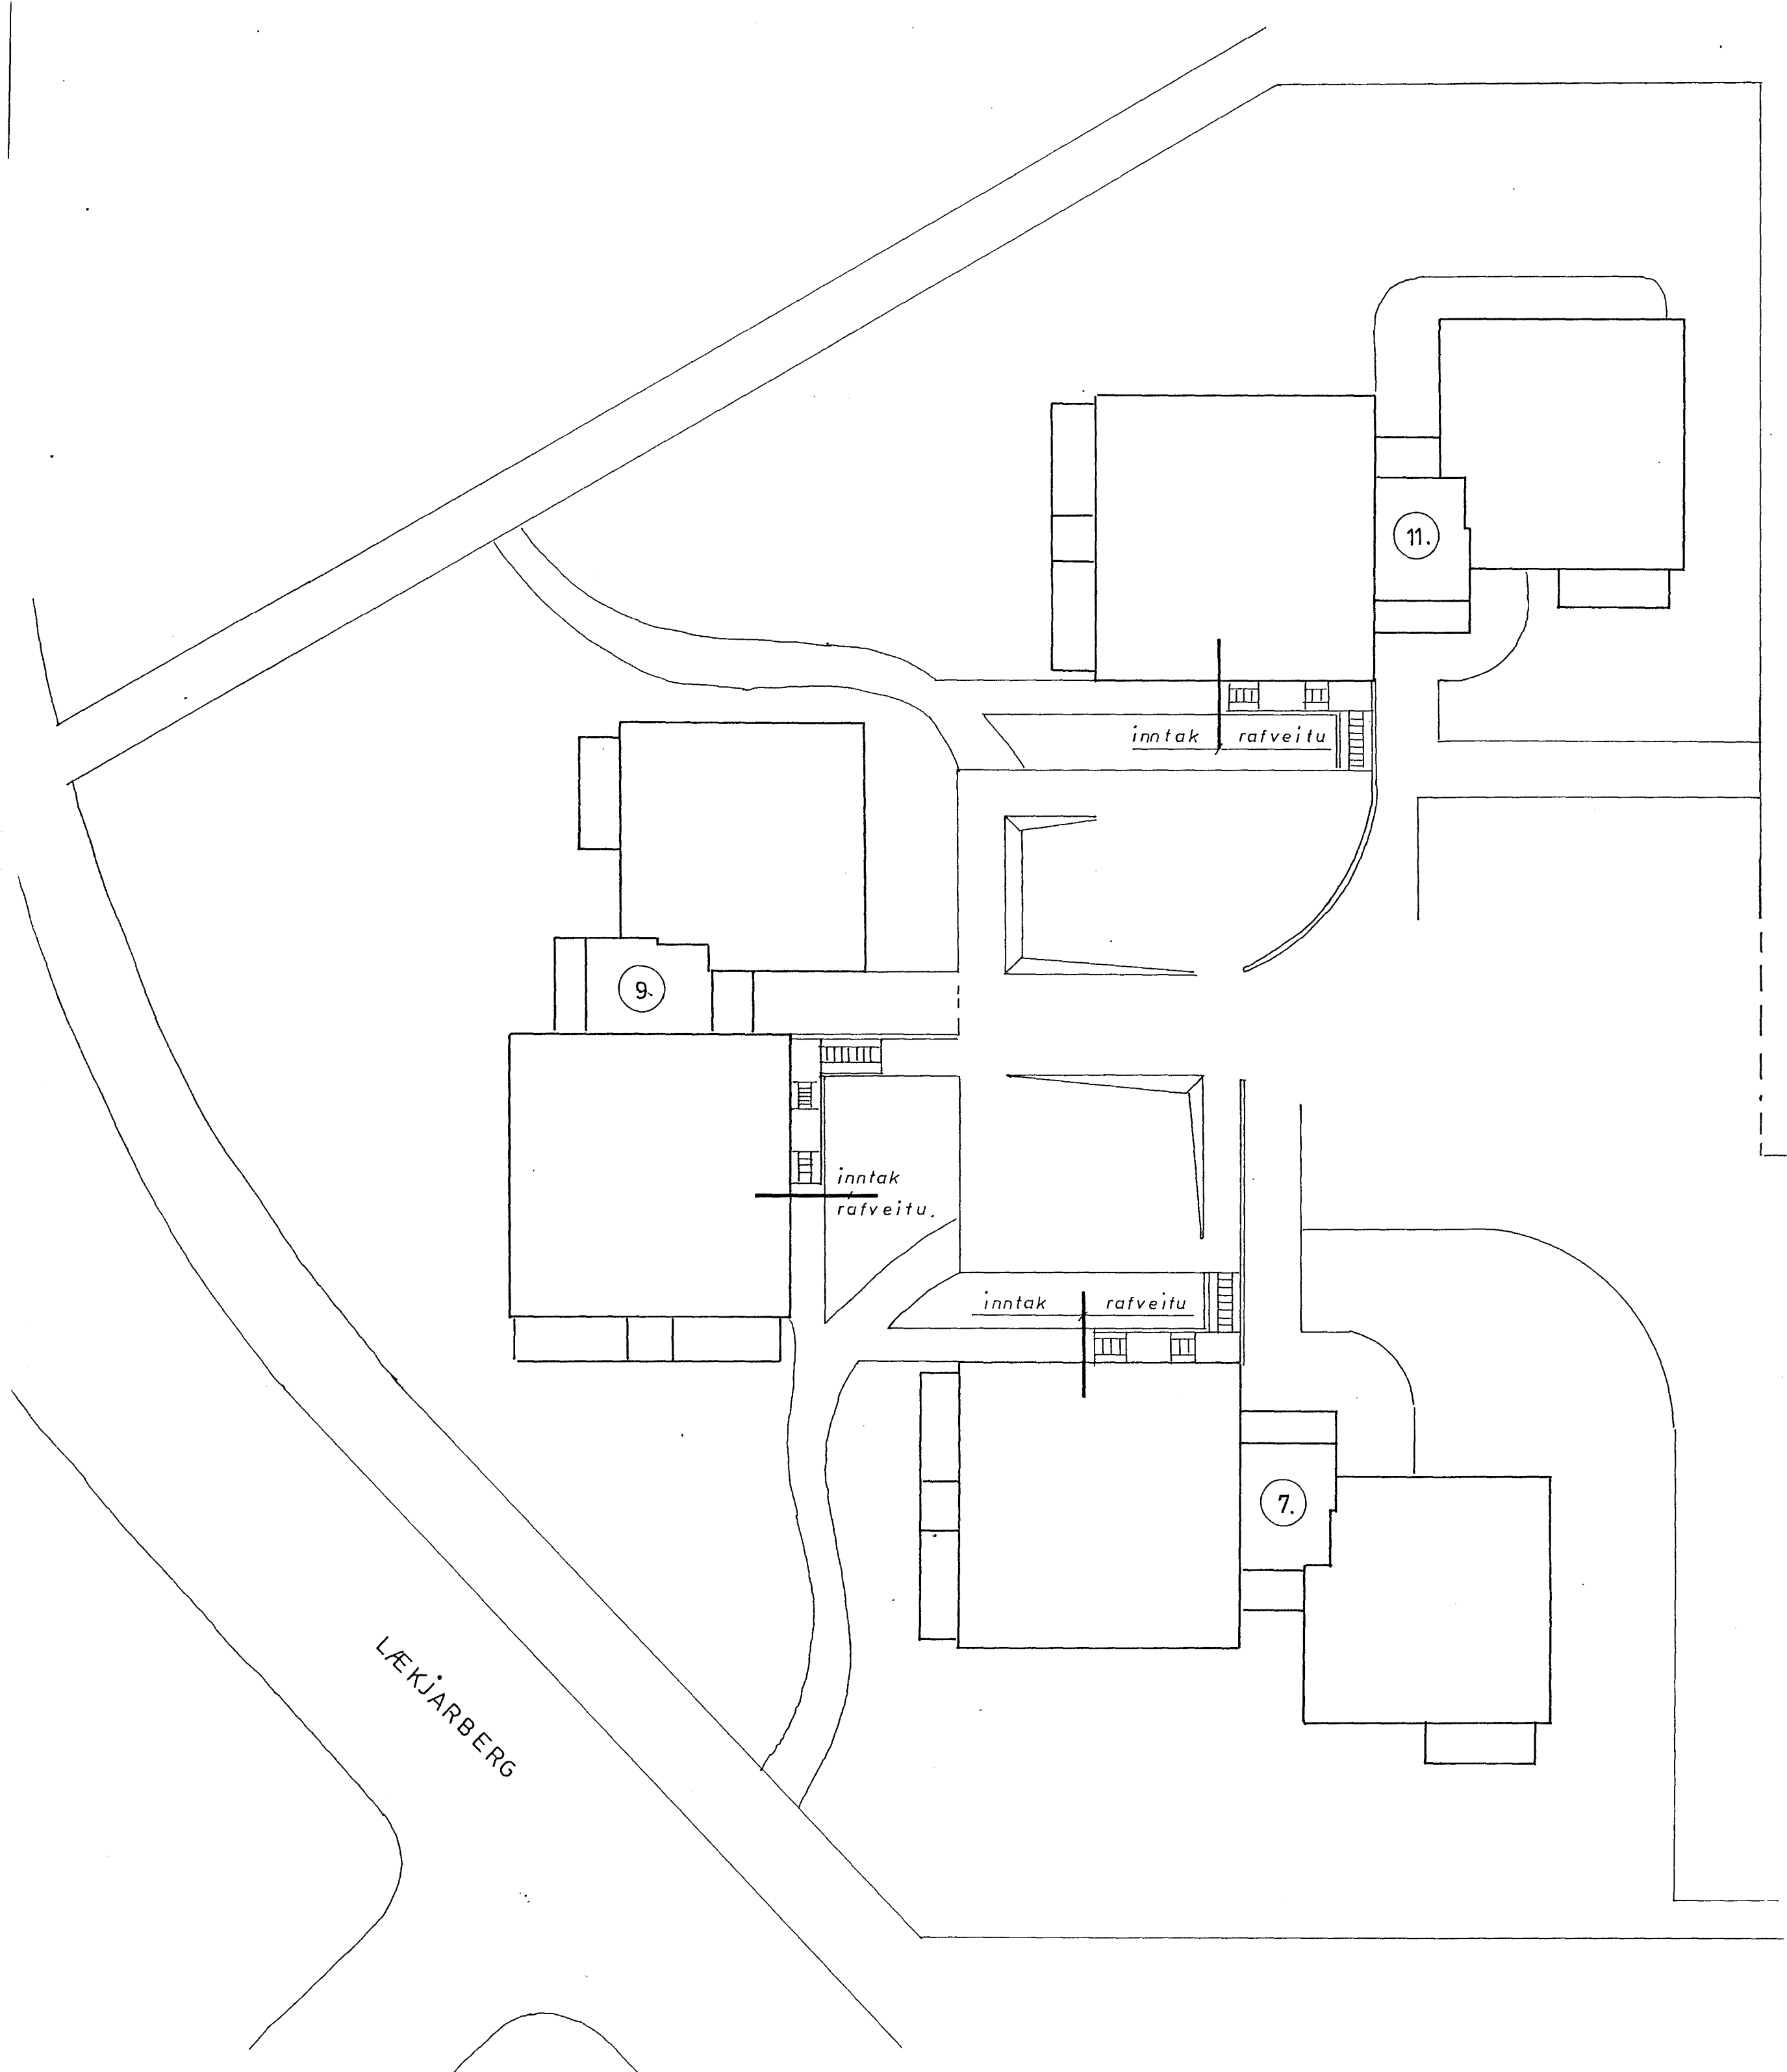 11.
inntak rafveitu
9.
inntak
rafveitu.
inntak rafveitu
7.
LÆKJARBERG